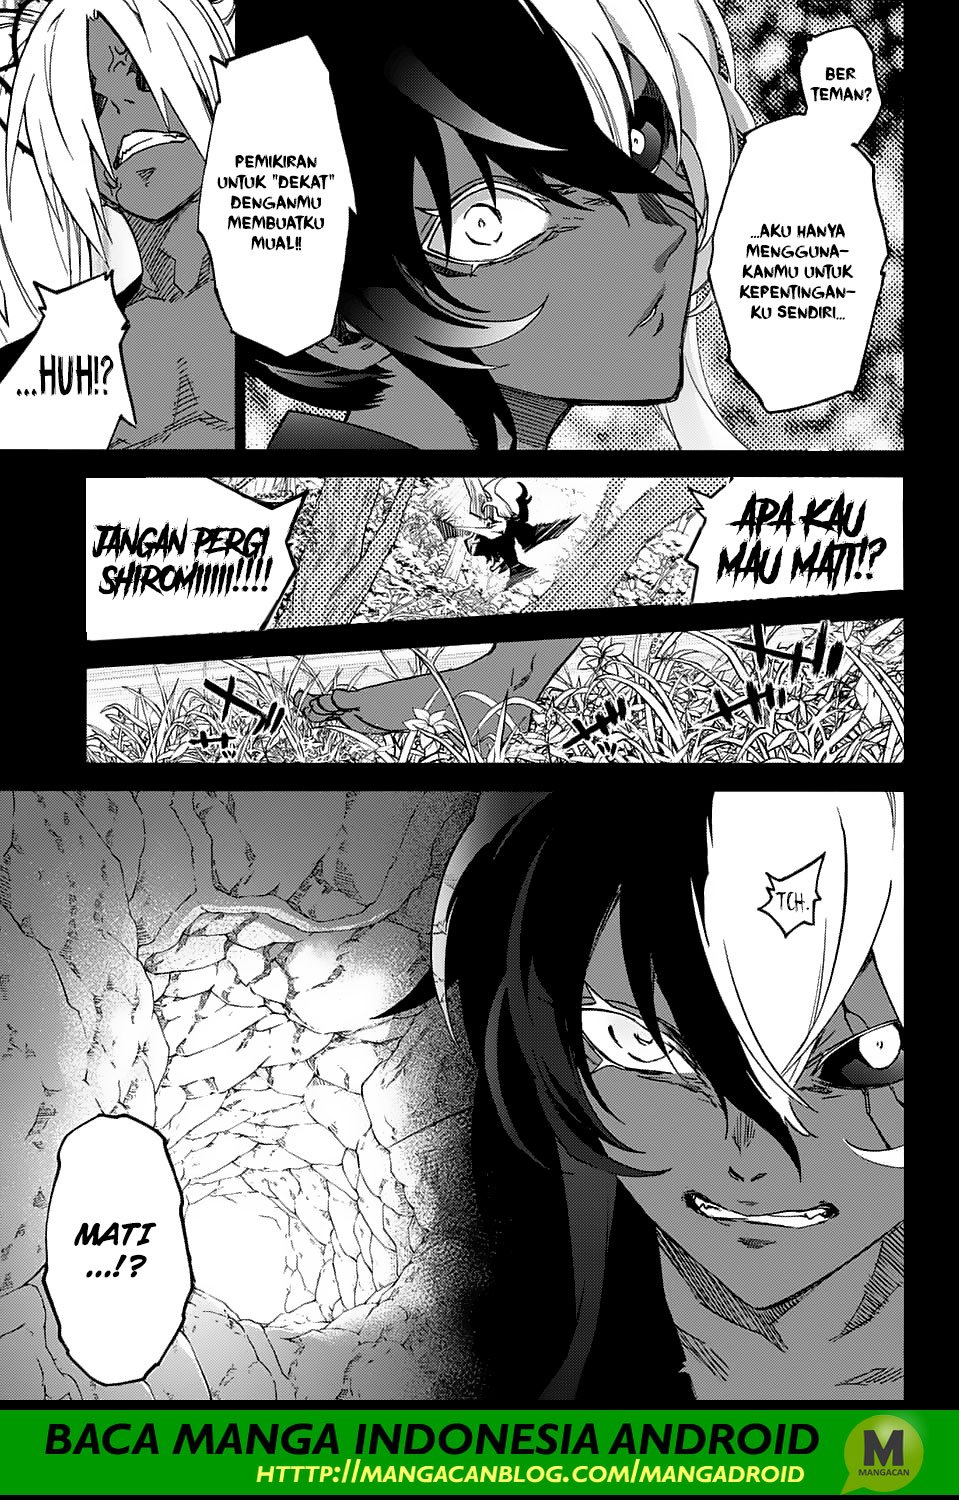 BER
TEMAN?
...AKU HANYA
MENGGUNA-
KANMU UNTUK
KEPENTINGAN-
KU SENDIRI...
PEMIKIRAN
UNTUK "DEKAT"
DENGANMU
MEMBUATKU
MUAL!!
...HUH!?
APA KAU
MAU MATI!?
JANGAN PERGI
SHIROMIIIII!!!!
TCH.
MATI
...!?
BACA MANGA INDONESIA ANDROID
HTTTP://MANGACANBLOG.COM/MANGADROID
M
MANGACAN